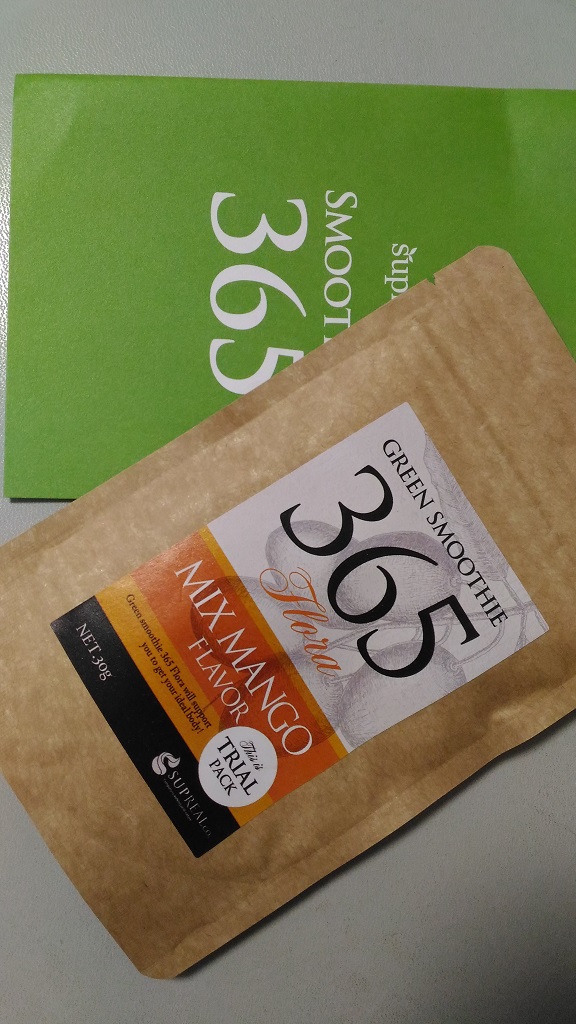 SMOOT
365
GREEN SMOOTHIE
365
Flora
MIX MANGO
FLAVOR
Green smoothie 365 Flora will support
you to get your ideal body!
This is
TRIAL
PACK
NET.30g
SUPREAL CO.